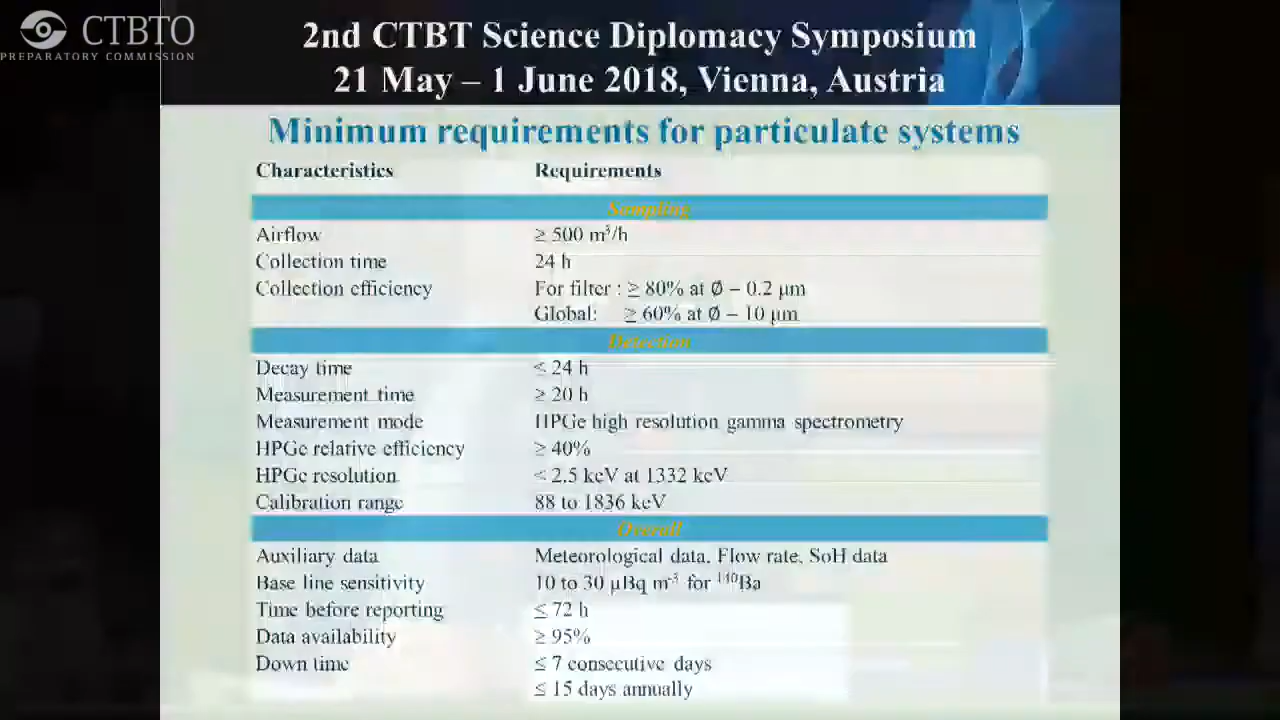 CTBTO
PREPARATORY COMMISSION
2nd CTBT Science Diplomacy Symposium
21 May – 1 June 2018, Vienna, Austria
Minimum requirements for particulate systems
Characteristics Requirements
Sampling
Airflow ≥ 500 m³/h
Collection time 24 h
Collection efficiency For filter : ≥ 80% at Ø – 0.2 µm
Global: ≥ 60% at Ø – 10 µm
Detection
Decay time ≤ 24 h
Measurement time ≥ 20 h
Measurement mode HPGe high resolution gamma spectrometry
HPGe relative efficiency ≥ 40%
HPGe resolution < 2.5 keV at 1332 keV
Calibration range 88 to 1836 keV
Overall
Auxiliary data Meteorological data, Flow rate, SoH data
Base line sensitivity 10 to 30 µBq m⁻³ for ¹⁴⁰Ba
Time before reporting ≤ 72 h
Data availability ≥ 95%
Down time ≤ 7 consecutive days
≤ 15 days annually